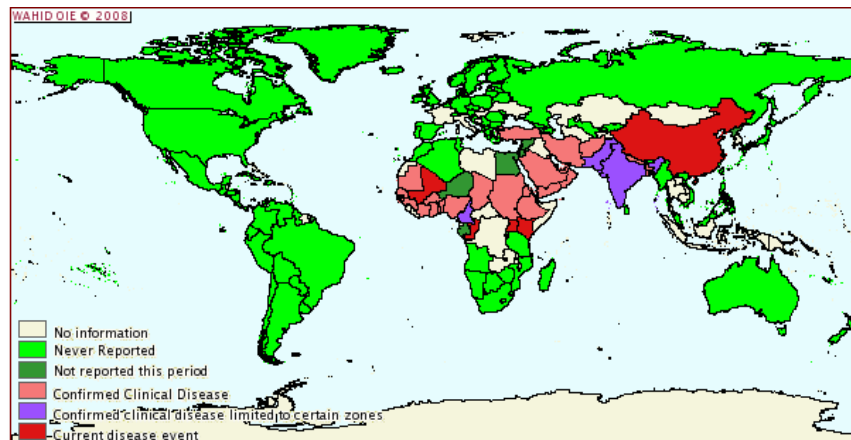 WAHID OIE © 2008
No information
Never Reported
Not reported this period
Confirmed Clinical Disease
Confirmed clinical disease limited to certain zones
Current disease event